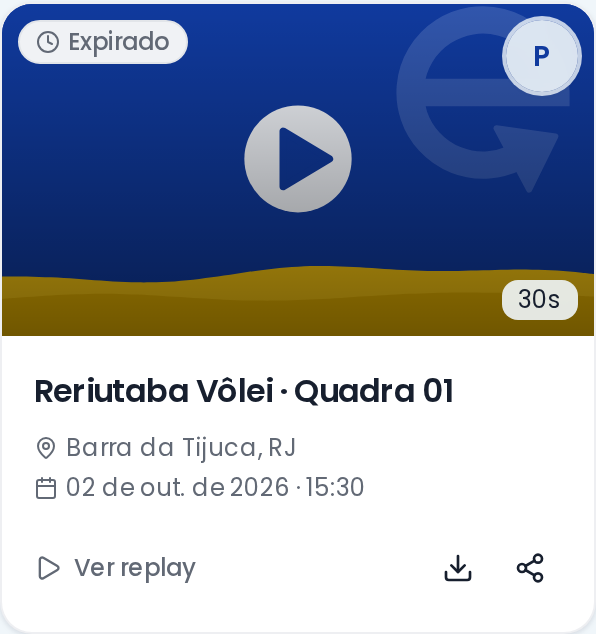 Expirado
P
30s
Reriutaba Vôlei · Quadra 01
Barra da Tijuca, RJ
02 de out. de 2026 · 15:30
Ver replay